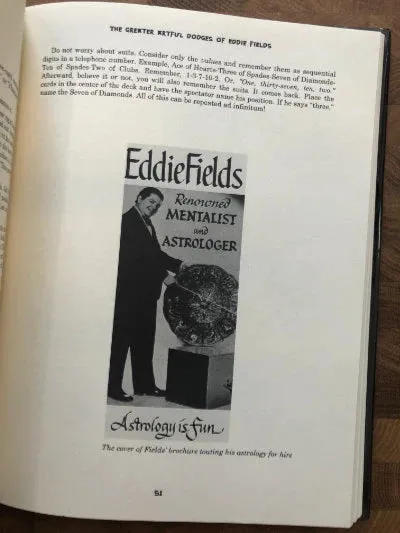 THE GREATER ARTFUL DODGES OF EDDIE FIELDS
Do not worry about suits. Consider only the values and remember them as sequential
digits in a telephone number. Example, Ace of Hearts-Three of Spades-Seven of Diamonds-
Ten of Spades-Two of Clubs. Remember, 1-3-7-10-2. Or, "One, thirty-seven, ten, two."
Afterward, believe it or not, you will also remember the suits. It comes back. Place the
cards in the center of the deck and have the spectator name his position. If he says "three,"
name the Seven of Diamonds. All of this can be repeated ad infinitum!
Eddie Fields
Renowned
MENTALIST
and
ASTROLOGER
Astrology is Fun
The cover of Fields' brochure touting his astrology for hire
51